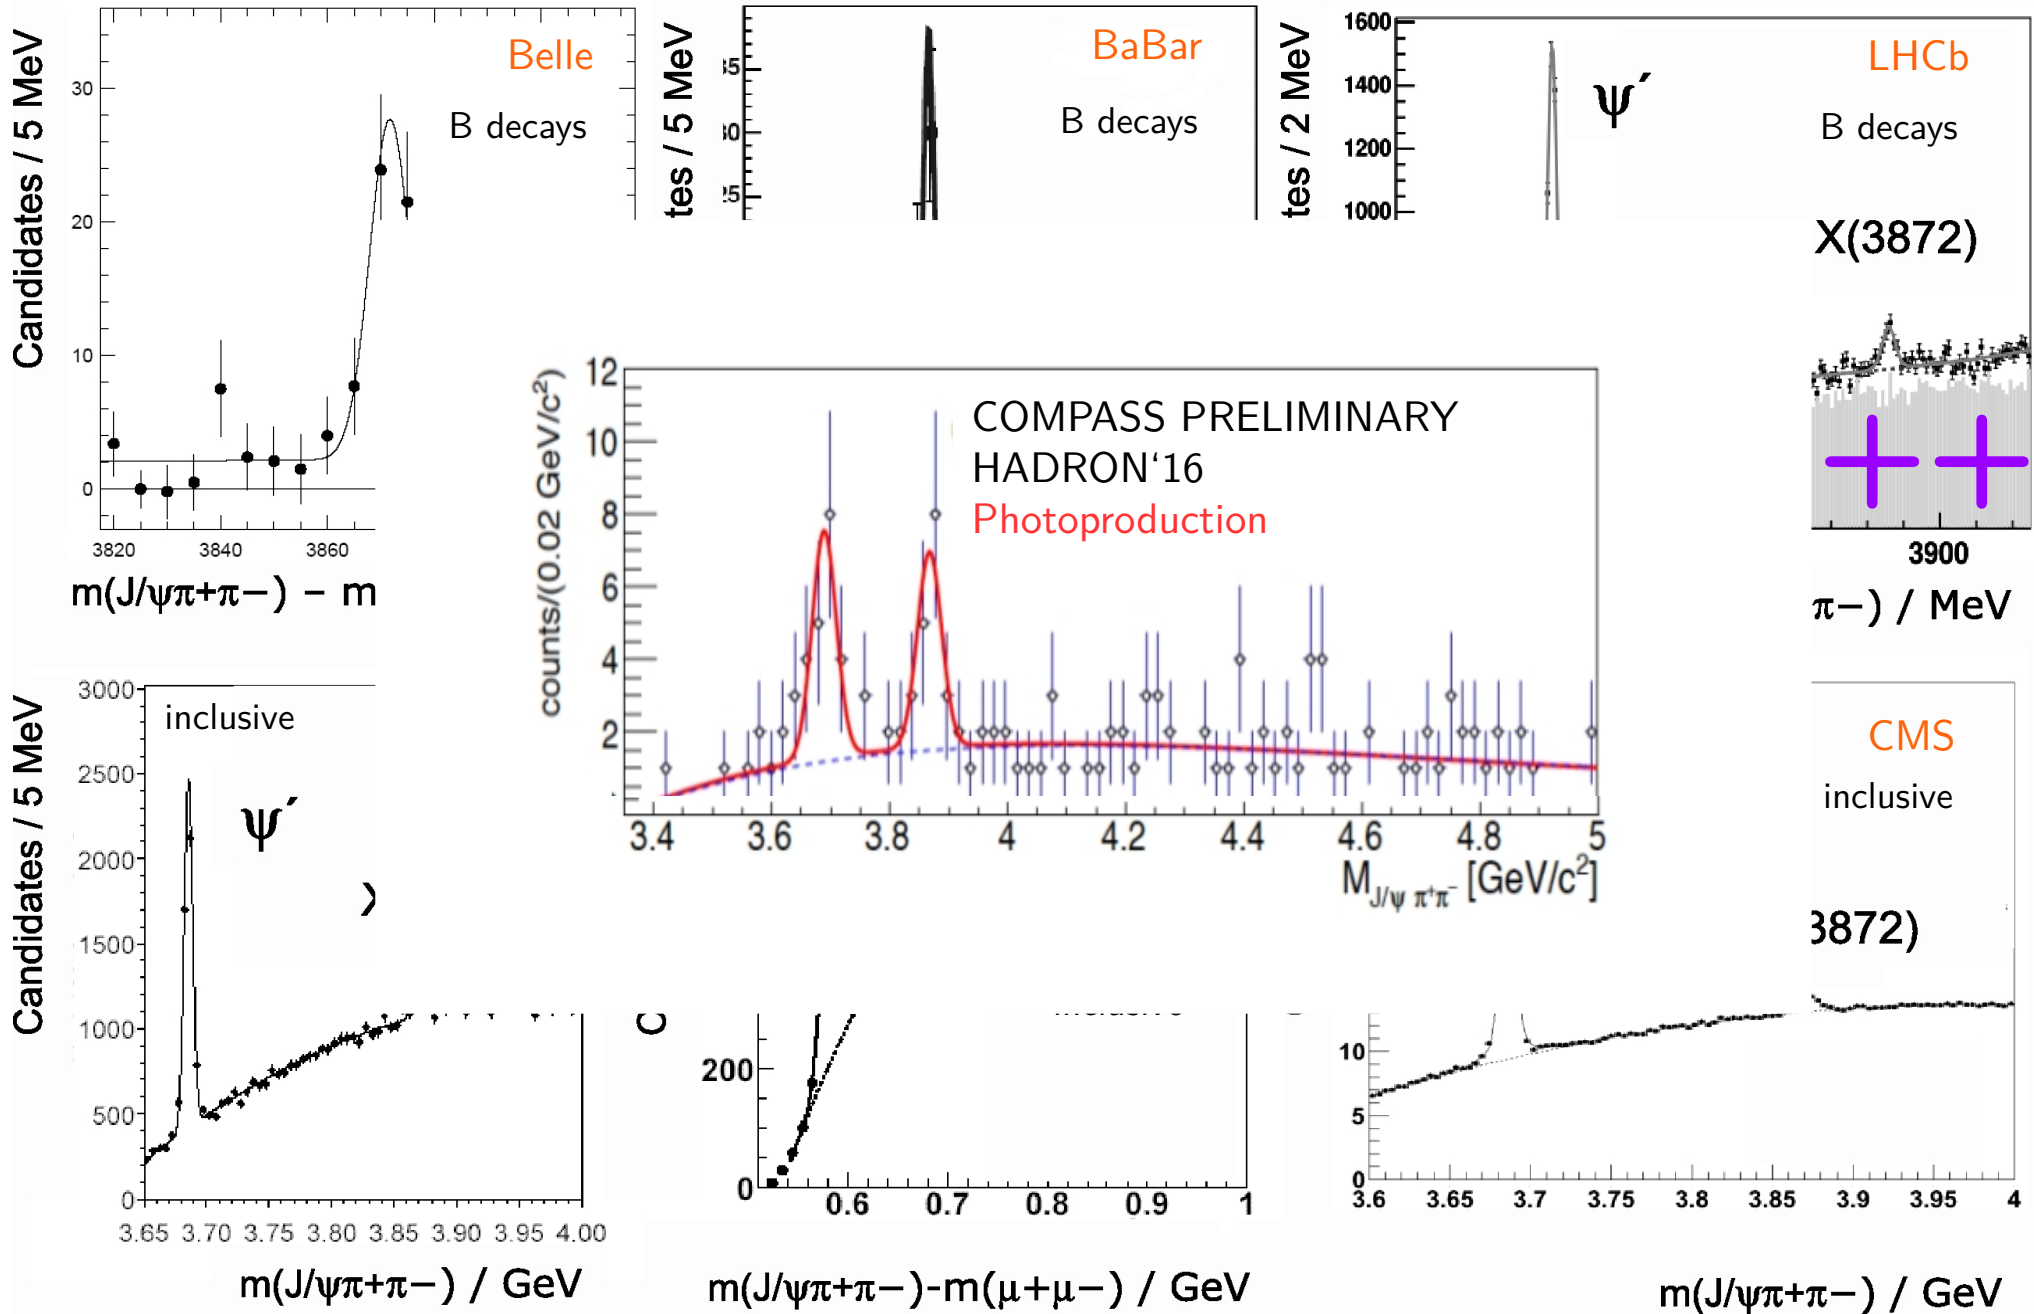 Candidates / 5 MeV
30
20
10
0
3820
3840
3860
Belle
B decays
m(J/ψπ+π−) − m
tes / 5 MeV
35
30
25
BaBar
B decays
tes / 2 MeV
1600
1400
1200
1000
ψ′
LHCb
B decays
X(3872)
3900
π−) / MeV
counts/(0.02 GeV/c²)
12
10
8
6
4
2
COMPASS PRELIMINARY
HADRON‘16
Photoproduction
3.4 3.6 3.8 4 4.2 4.4 4.6 4.8 5
M J/ψ π⁺π⁻ [GeV/c²]
Candidates / 5 MeV
3000
2500
2000
1500
1000
500
0
inclusive
ψ′
3.65 3.70 3.75 3.80 3.85 3.90 3.95 4.00
m(J/ψπ+π−) / GeV
200
0
0.6 0.7 0.8 0.9 1
m(J/ψπ+π−)-m(μ+μ−) / GeV
CMS
inclusive
3872)
10
5
0
3.6 3.65 3.7 3.75 3.8 3.85 3.9 3.95 4
m(J/ψπ+π−) / GeV